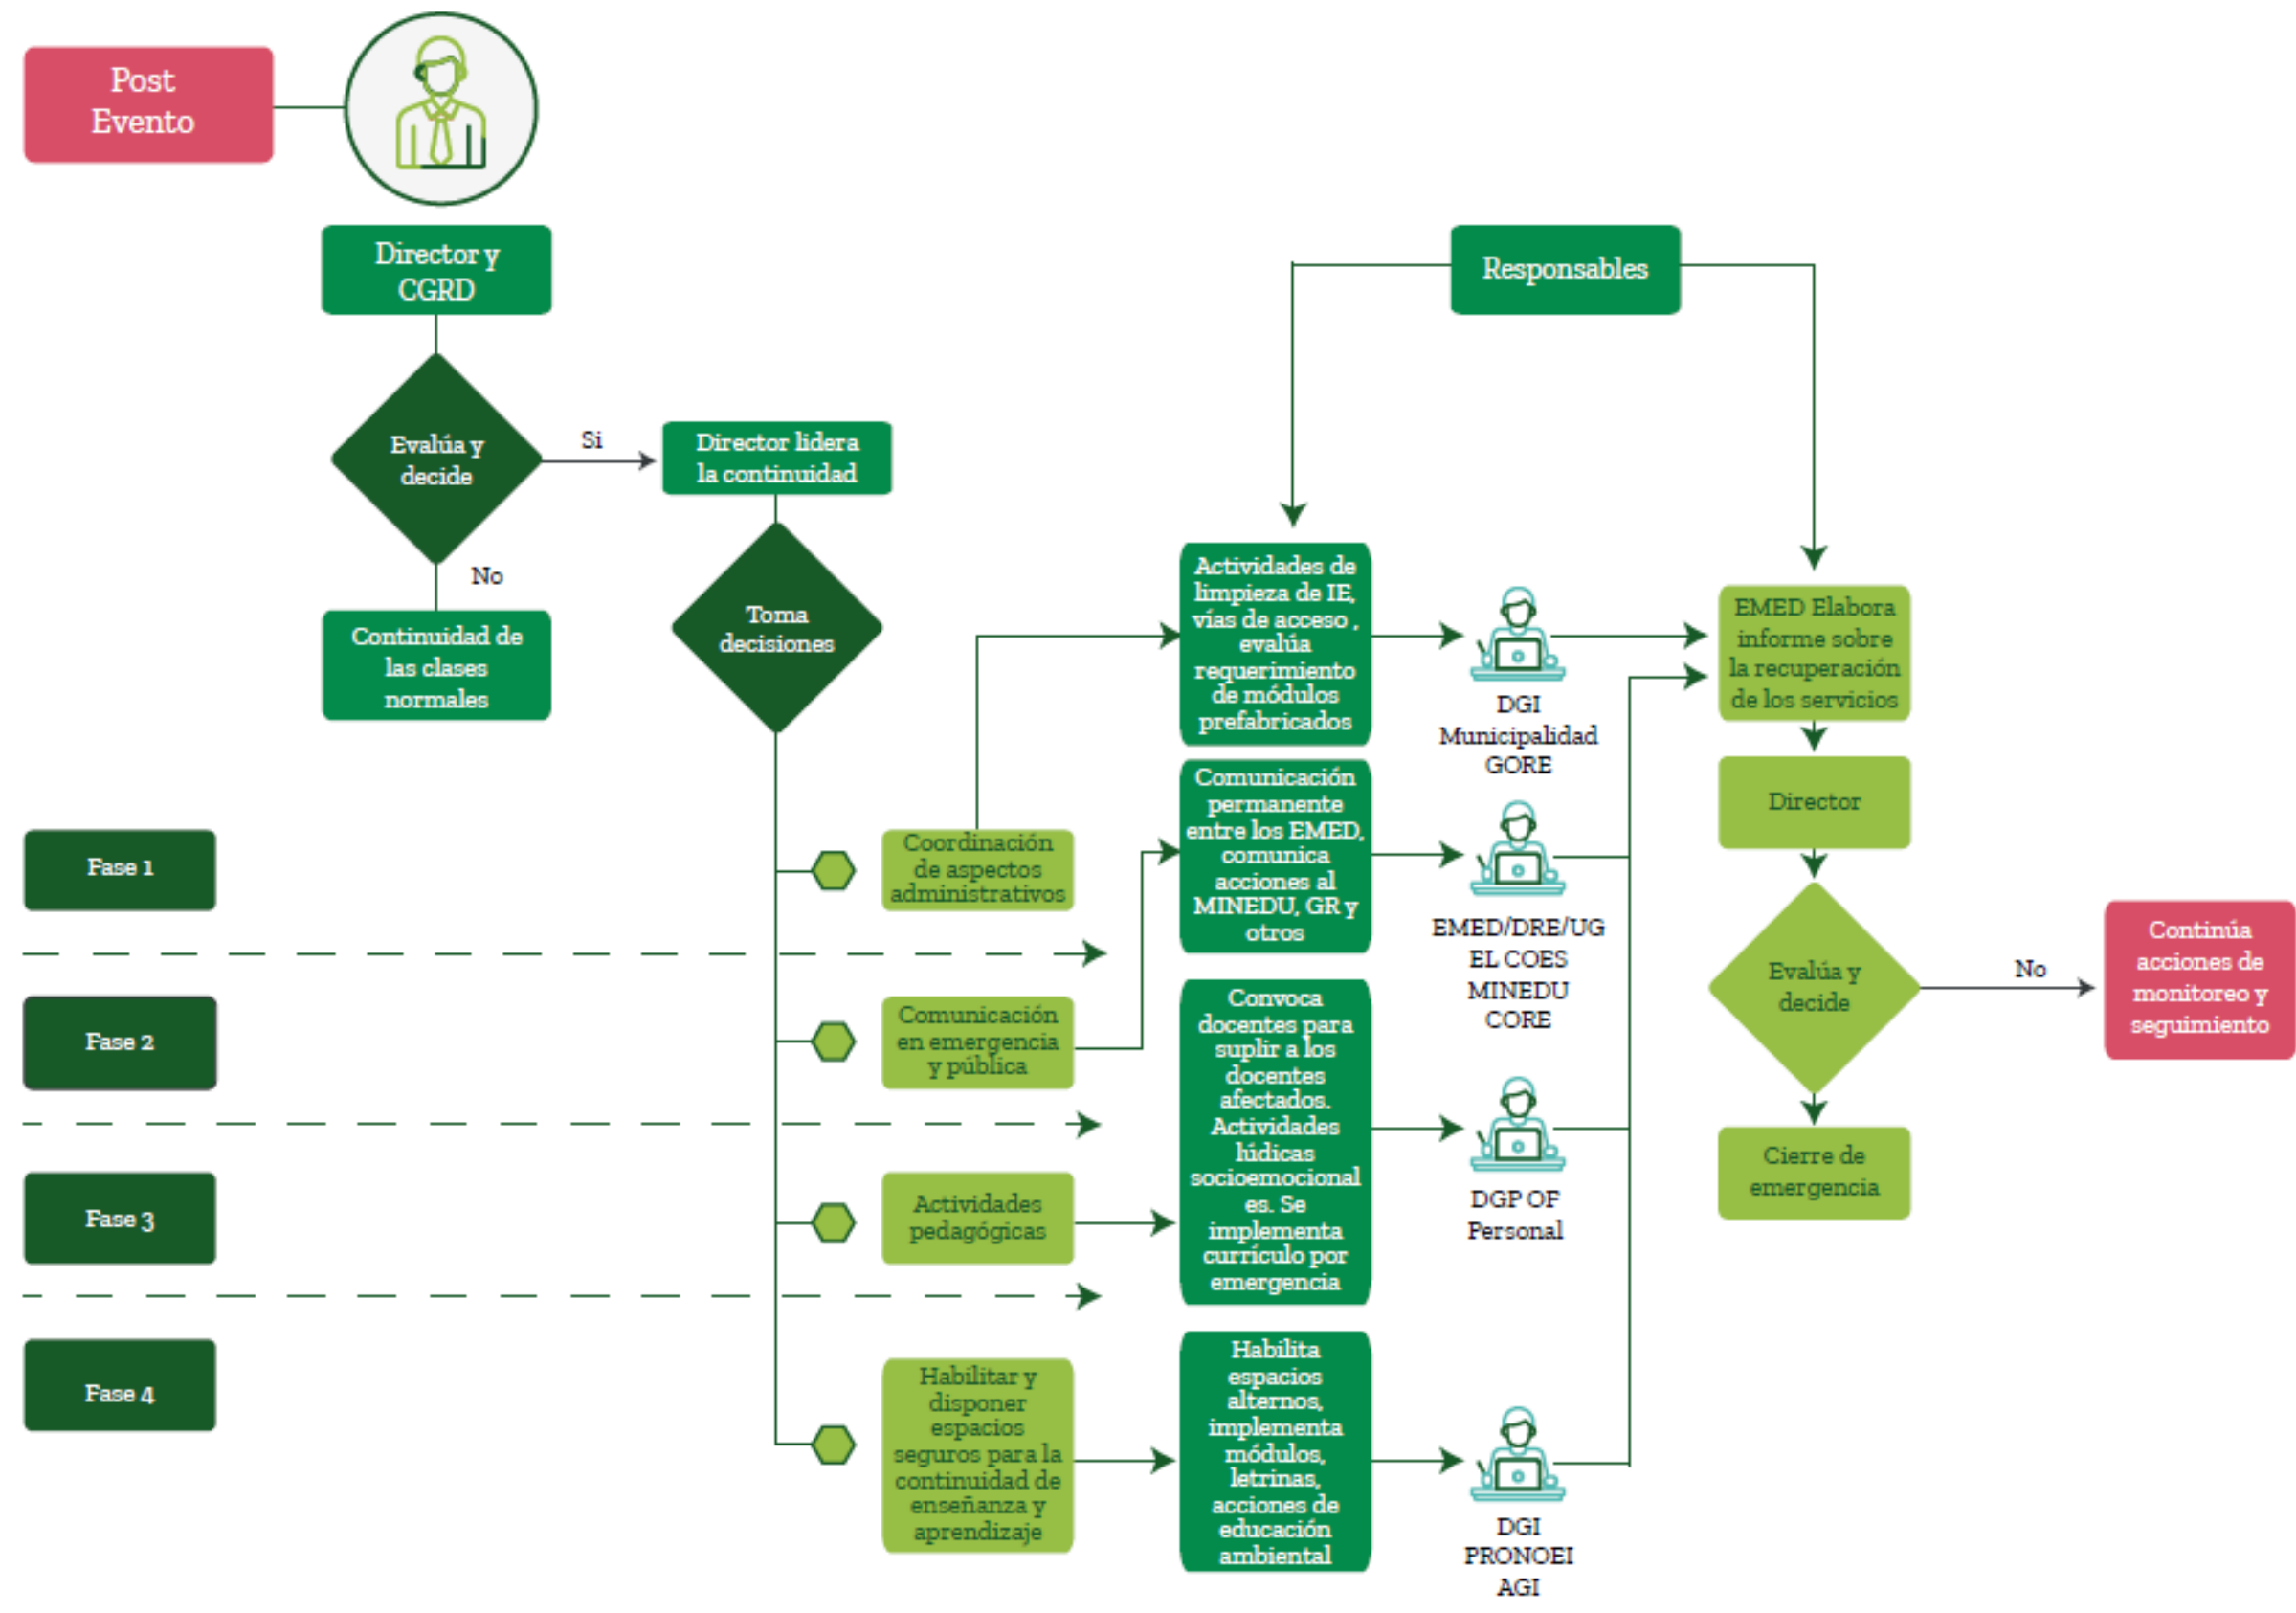 Post
Evento
Director y
CGRD
Evalúa y
decide
Si
No
Continuidad de
las clases
normales
Director lidera
la continuidad
Toma
decisiones
Responsables
Fase 1
Coordinación
de aspectos
administrativos
Actividades de
limpieza de IE,
vías de acceso ,
evalúa
requerimiento
de módulos
prefabricados
DGI
Municipalidad
GORE
Fase 2
Comunicación
en emergencia
y pública
Comunicación
permanente
entre los EMED,
comunica
acciones al
MINEDU, GR y
otros
EMED/DRE/UG
EL COES
MINEDU
CORE
Fase 3
Actividades
pedagógicas
Convoca
docentes para
suplir a los
docentes
afectados.
Actividades
lúdicas
socioemocional
es. Se
implementa
currículo por
emergencia
DGP OF
Personal
Fase 4
Habilitar y
disponer
espacios
seguros para la
continuidad de
enseñanza y
aprendizaje
Habilita
espacios
alternos,
implementa
módulos,
letrinas,
acciones de
educación
ambiental
DGI
PRONOEI
AGI
EMED Elabora
informe sobre
la recuperación
de los servicios
Director
Evalúa y
decide
No
Continúa
acciones de
monitoreo y
seguimiento
Cierre de
emergencia